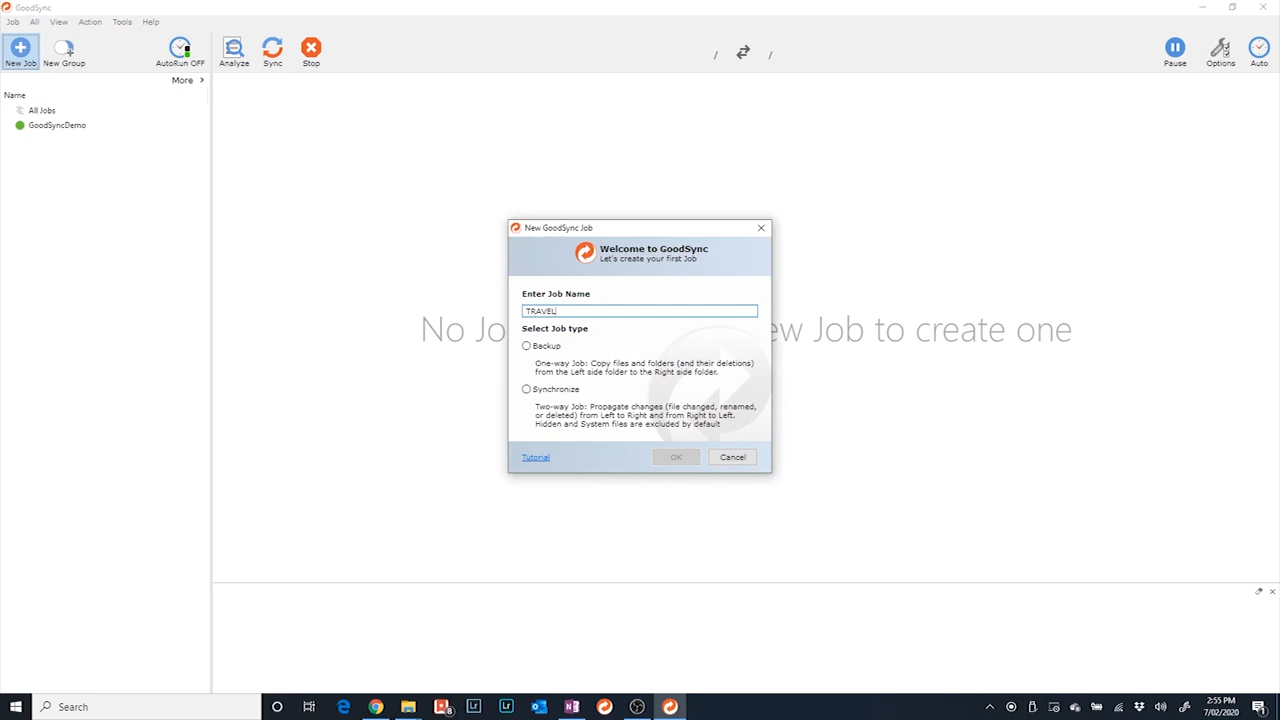 GoodSync
Job All View Action Tools Help
New Job New Group AutoRun OFF Analyze Sync Stop / / Pause Options Auto
More
Name
All Jobs
GoodSyncDemo
No Jo
ew Job to create one
New GoodSync Job
Welcome to GoodSync
Let's create your first Job
Enter Job Name
TRAVEL
Select Job type
Backup
One-way Job: Copy files and folders (and their deletions)
from the Left side folder to the Right side folder.
Synchronize
Two-way Job: Propagate changes (file changed, renamed,
or deleted) from Left to Right and from Right to Left.
Hidden and System files are excluded by default
Tutorial OK Cancel
Search
8
2:55 PM
7/02/2020